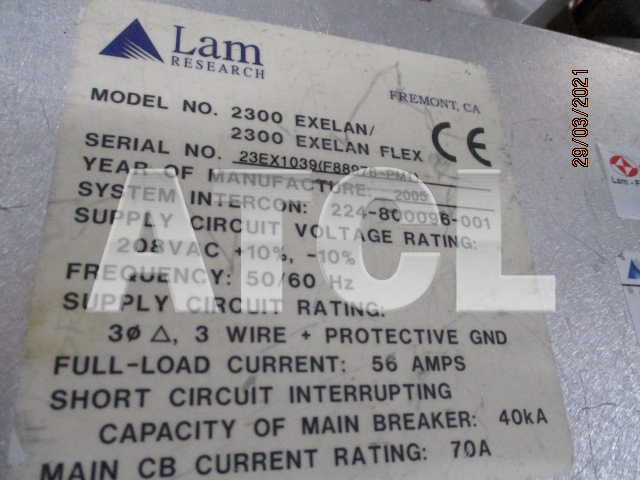 Lam
RESEARCH
FREMONT, CA
MODEL NO. 2300 EXELAN/
2300 EXELAN FLEX
CE
SERIAL NO. 23EX1039(F88976-PM1)
YEAR OF MANUFACTURE: 2005
SYSTEM INTERCON: 224-800096-001
SUPPLY CIRCUIT VOLTAGE RATING:
208VAC +10%, -10%
FREQUENCY: 50/60 Hz
SUPPLY CIRCUIT RATING:
3ø △, 3 WIRE + PROTECTIVE GND
FULL-LOAD CURRENT: 56 AMPS
SHORT CIRCUIT INTERRUPTING
CAPACITY OF MAIN BREAKER: 40kA
MAIN CB CURRENT RATING: 70A
ATCL
29/03/2021
Lam - P